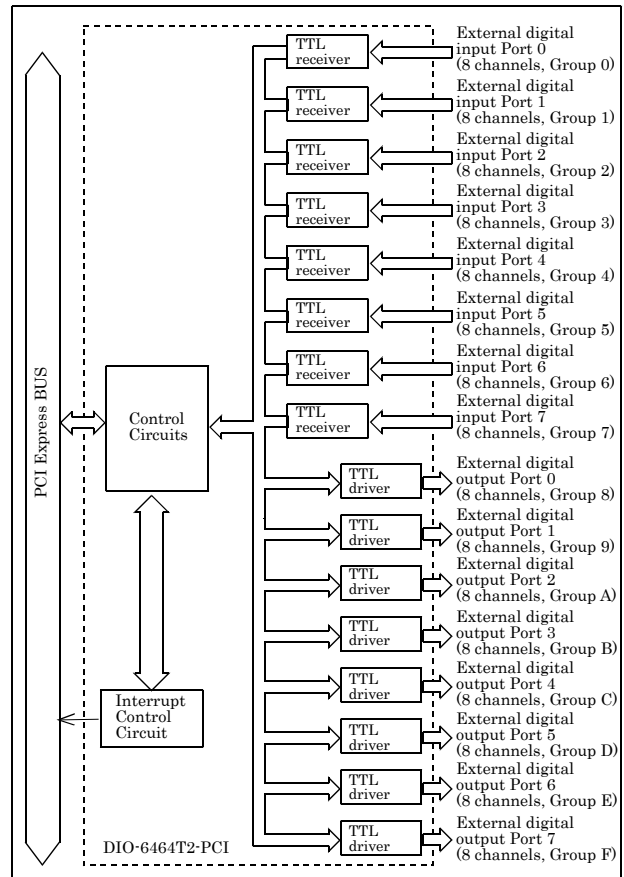 TTL
receiver
External digital
input Port 0
(8 channels, Group 0)
TTL
receiver
External digital
input Port 1
(8 channels, Group 1)
TTL
receiver
External digital
input Port 2
(8 channels, Group 2)
TTL
receiver
External digital
input Port 3
(8 channels, Group 3)
TTL
receiver
External digital
input Port 4
(8 channels, Group 4)
TTL
receiver
External digital
input Port 5
(8 channels, Group 5)
TTL
receiver
External digital
input Port 6
(8 channels, Group 6)
TTL
receiver
External digital
input Port 7
(8 channels, Group 7)
PCI Express BUS
Control
Circuits
TTL
driver
External digital
output Port 0
(8 channels, Group 8)
TTL
driver
External digital
output Port 1
(8 channels, Group 9)
TTL
driver
External digital
output Port 2
(8 channels, Group A)
TTL
driver
External digital
output Port 3
(8 channels, Group B)
TTL
driver
External digital
output Port 4
(8 channels, Group C)
Interrupt
Control
Circuit
TTL
driver
External digital
output Port 5
(8 channels, Group D)
TTL
driver
External digital
output Port 6
(8 channels, Group E)
TTL
driver
External digital
output Port 7
(8 channels, Group F)
DIO-6464T2-PCI